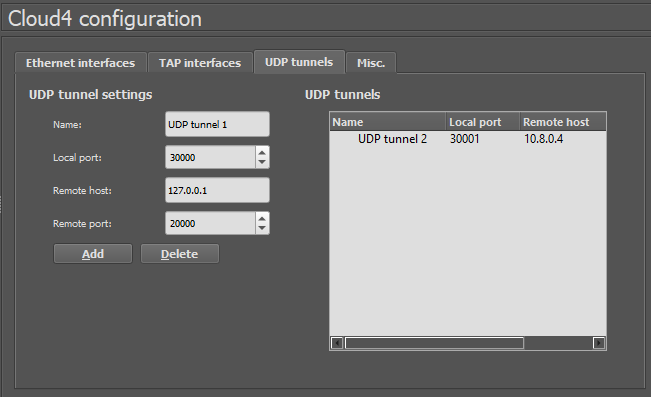 Cloud4 configuration
Ethernet interfaces TAP interfaces UDP tunnels Misc.
UDP tunnel settings
Name: UDP tunnel 1
Local port: 30000
Remote host: 127.0.0.1
Remote port: 20000
Add Delete
UDP tunnels
Name Local port Remote host
UDP tunnel 2 30001 10.8.0.4